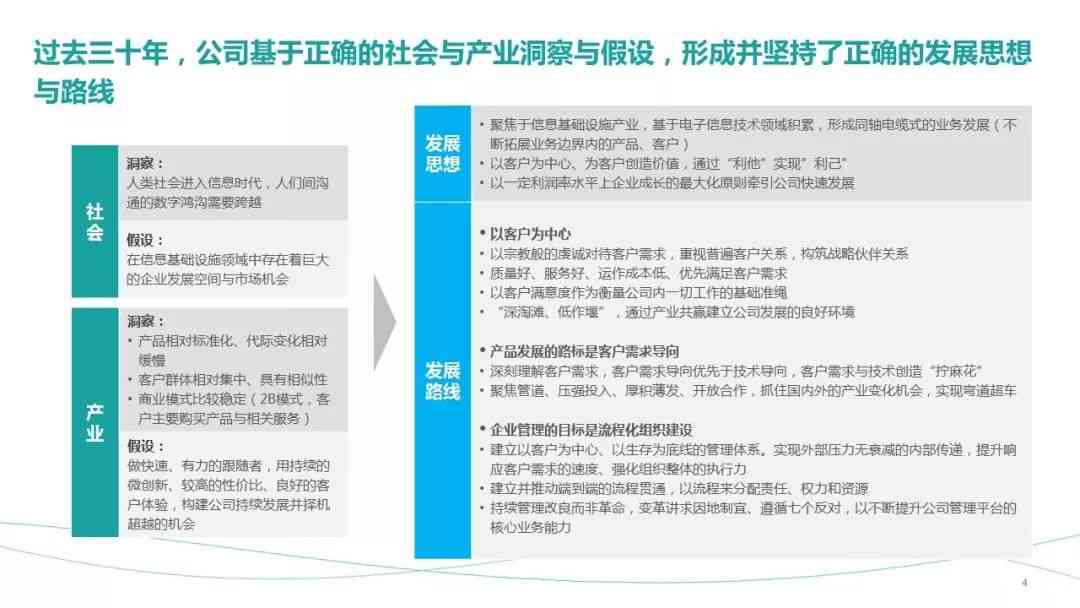 过去三十年，公司基于正确的社会与产业洞察与假设，形成并坚持了正确的发展思想
与路线
社会
洞察：
人类社会进入信息时代，人们间沟
通的数字鸿沟需要跨越
假设：
在信息基础设施领域中存在着巨大
的企业发展空间与市场机会
产业
洞察：
• 产品相对标准化、代际变化相对
缓慢
• 客户群体相对集中、具有相似性
• 商业模式比较稳定（2B模式，客
户主要购买产品与相关服务）
假设：
做快速、有力的跟随者，用持续的
微创新、较高的性价比、良好的客
户体验，构建公司持续发展并择机
超越的机会
发展
思想
• 聚焦于信息基础设施产业，基于电子信息技术领域积累，形成同轴电缆式的业务发展（不
断拓展业务边界内的产品、客户）
• 以客户为中心、为客户创造价值，通过“利他”实现”利己”
• 以一定利润率水平上企业成长的最大化原则牵引公司快速发展
发展
路线
• 以客户为中心
• 以宗教般的虔诚对待客户需求，重视普遍客户关系，构筑战略伙伴关系
• 质量好、服务好、运作成本低、优先满足客户需求
• 以客户满意度作为衡量公司内一切工作的基础准绳
• “深淘滩、低作堰”，通过产业共赢建立公司发展的良好环境
• 产品发展的路标是客户需求导向
• 深刻理解客户需求，客户需求导向优先于技术导向，客户需求与技术创造“拧麻花”
• 聚焦管道、压强投入、厚积薄发、开放合作，抓住国内外的产业变化机会，实现弯道超车
• 企业管理的目标是流程化组织建设
• 建立以客户为中心、以生存为底线的管理体系。实现外部压力无衰减的内部传递，提升响
应客户需求的速度、强化组织整体的执行力
• 建立并推动端到端的流程贯通，以流程来分配责任、权力和资源
• 持续管理改良而非革命，变革讲求因地制宜、遵循七个反对，以不断提升公司管理平台的
核心业务能力
4